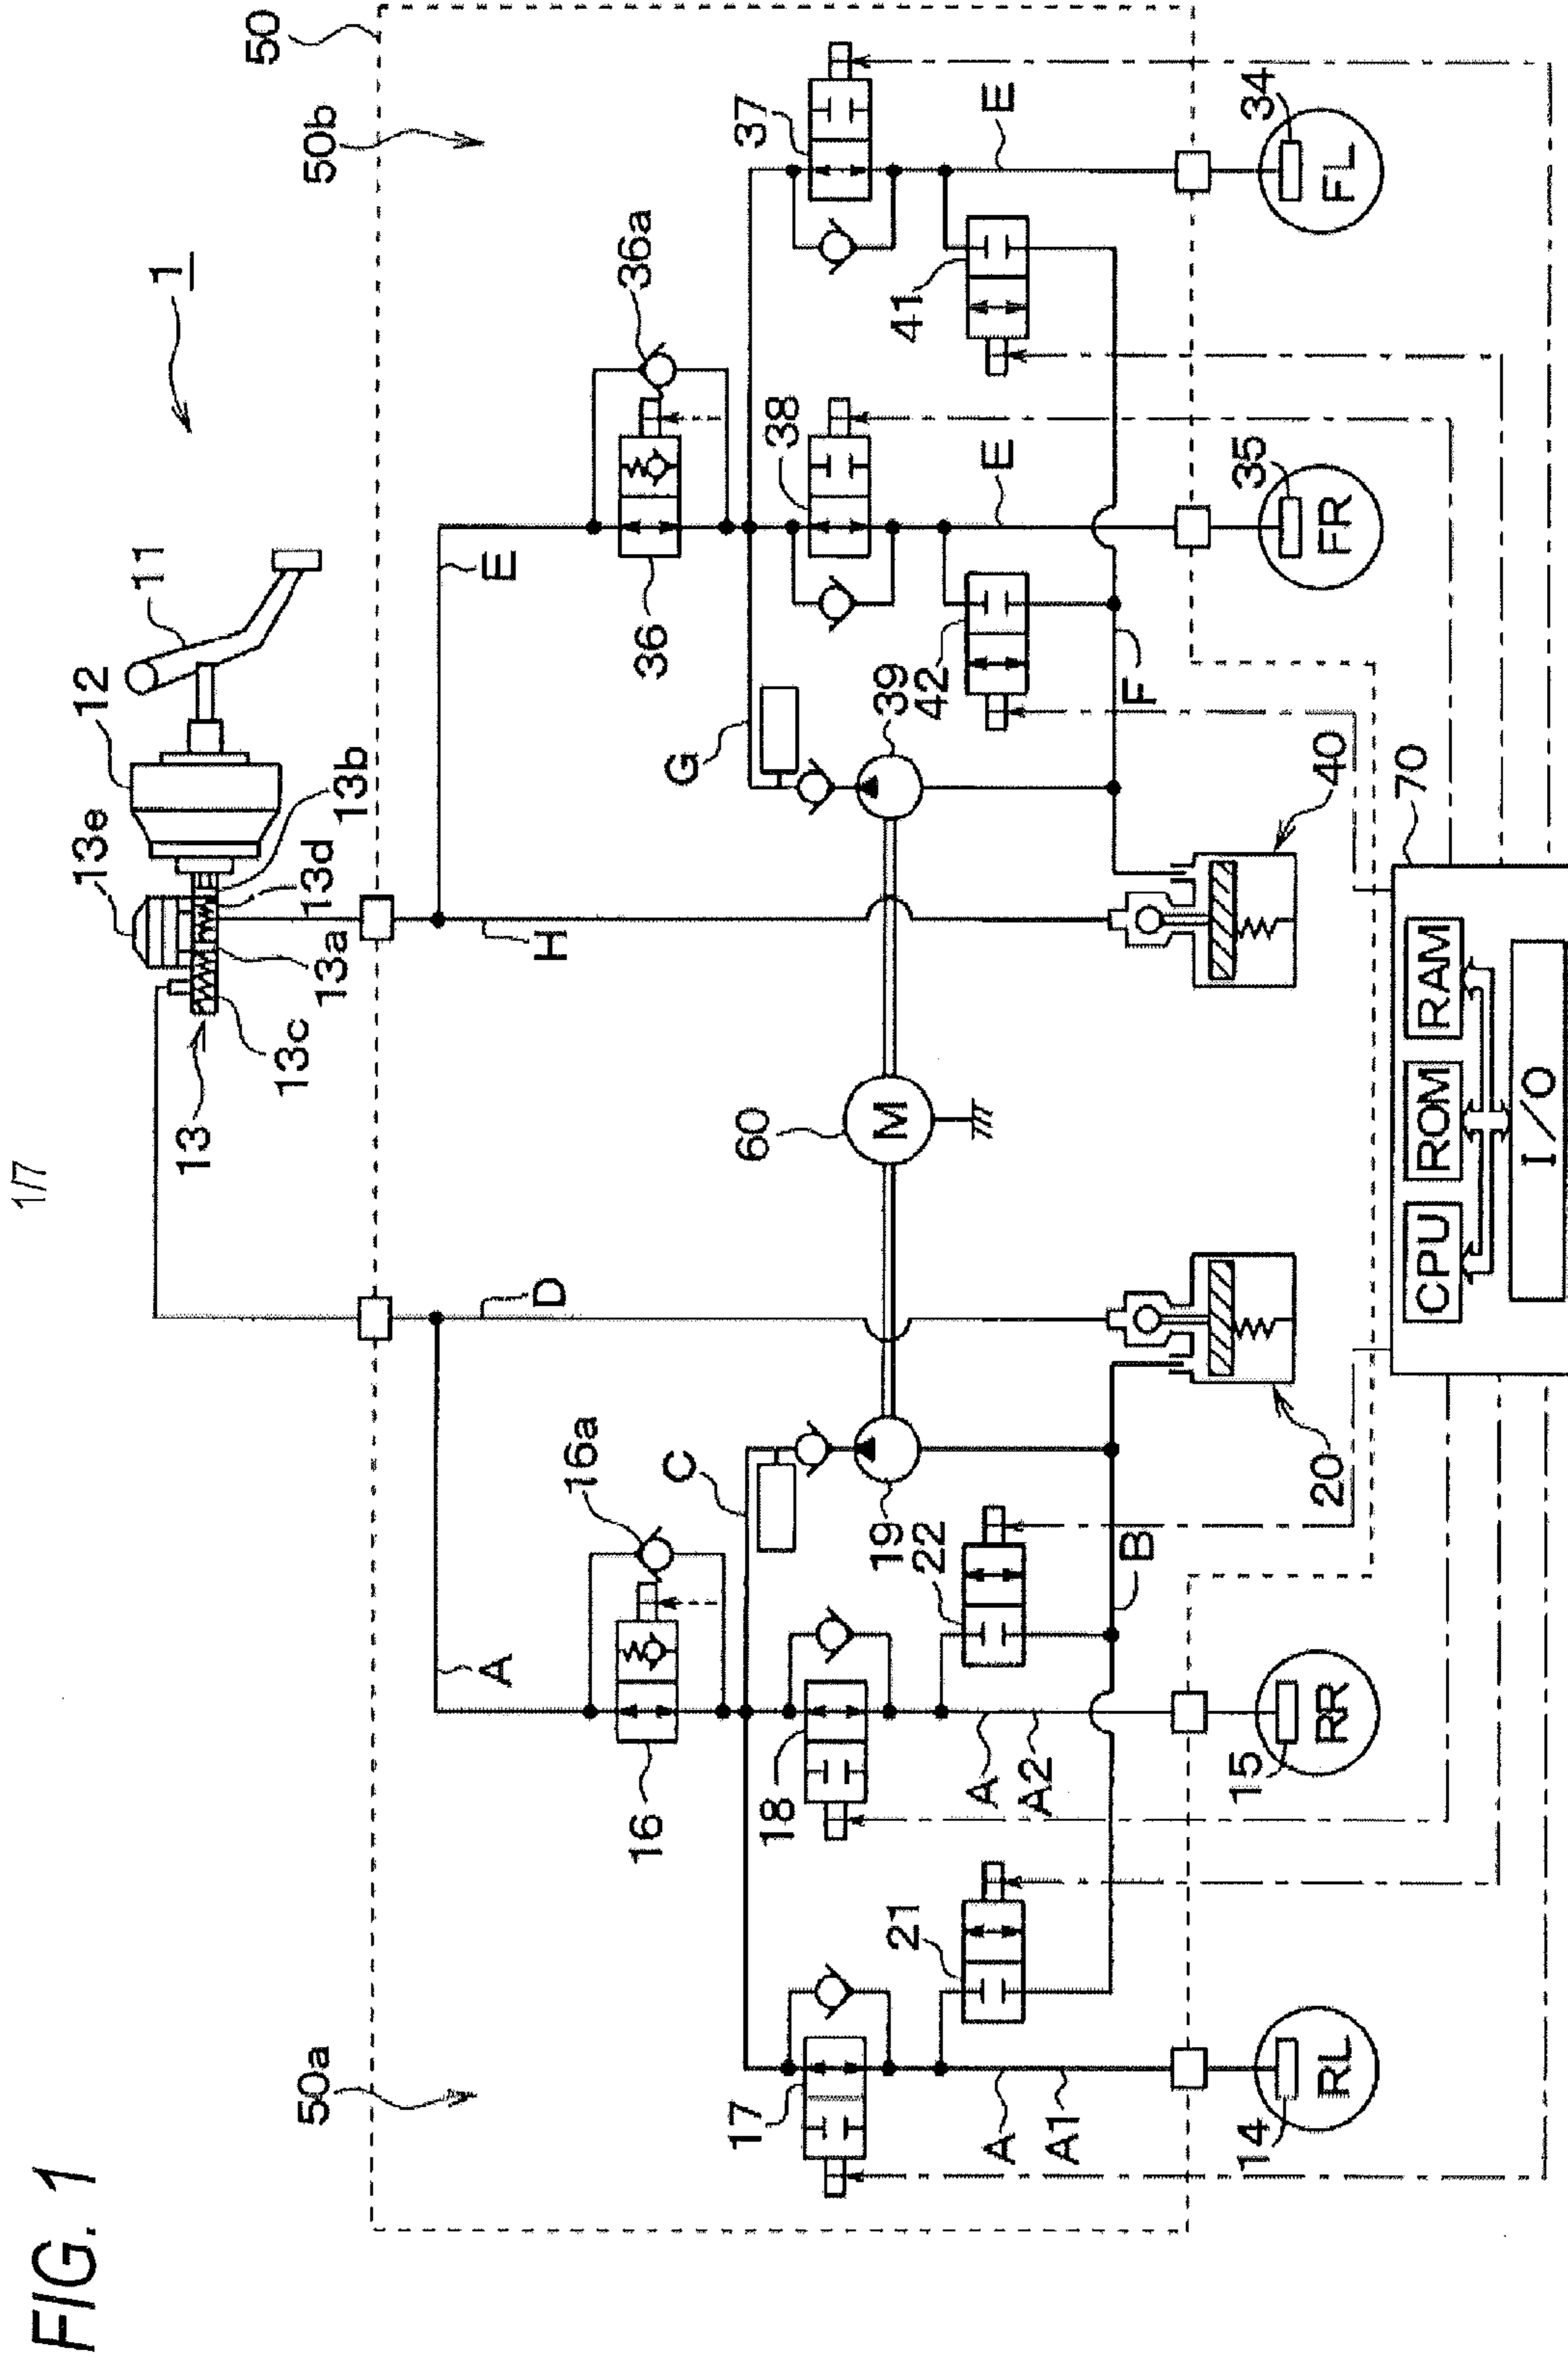 1/7
FIG. 1
1
11
12
13e
13b
13d
13a
13c
13
50
50b
50a
E
H
D
A
36a
36
16a
16
37
38
G
39
42
41
E
E
F
60
M
C
19
22
18
17
21
B
A
A2
A
A1
40
20
34
FL
35
FR
15
RR
14
RL
70
CPU
ROM
RAM
I/O